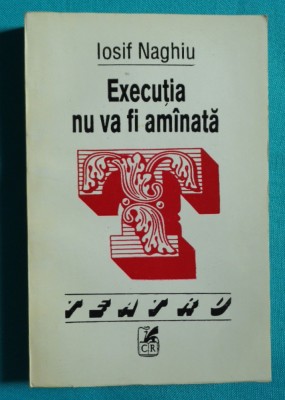 Iosif Naghiu
Execuția
nu va fi amînată
T
TEATRU
CR